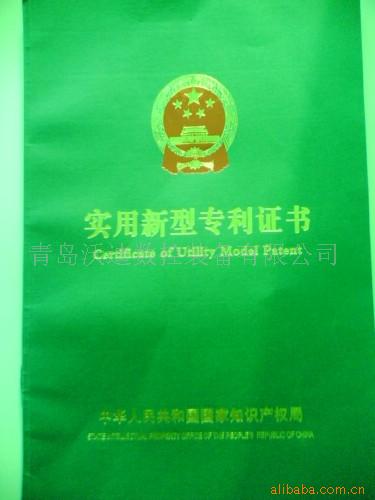 实用新型专利证书
Certificate of Utility Model Patent
青岛沃迪数控装备有限公司
中华人民共和国国家知识产权局
STATE INTELLECTUAL PROPERTY OFFICE OF THE PEOPLE'S REPUBLIC OF CHINA
alibaba.com.cn